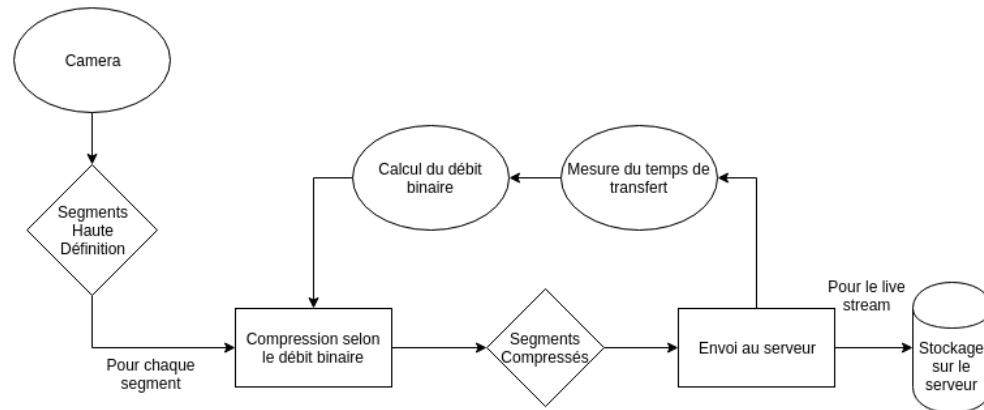 Camera
Segments
Haute
Définition
Pour chaque
segment
Calcul du débit
binaire
Mesure du temps de
transfert
Compression selon
le débit binaire
Segments
Compressés
Envoi au serveur
Pour le live
stream
Stockage
sur le
serveur